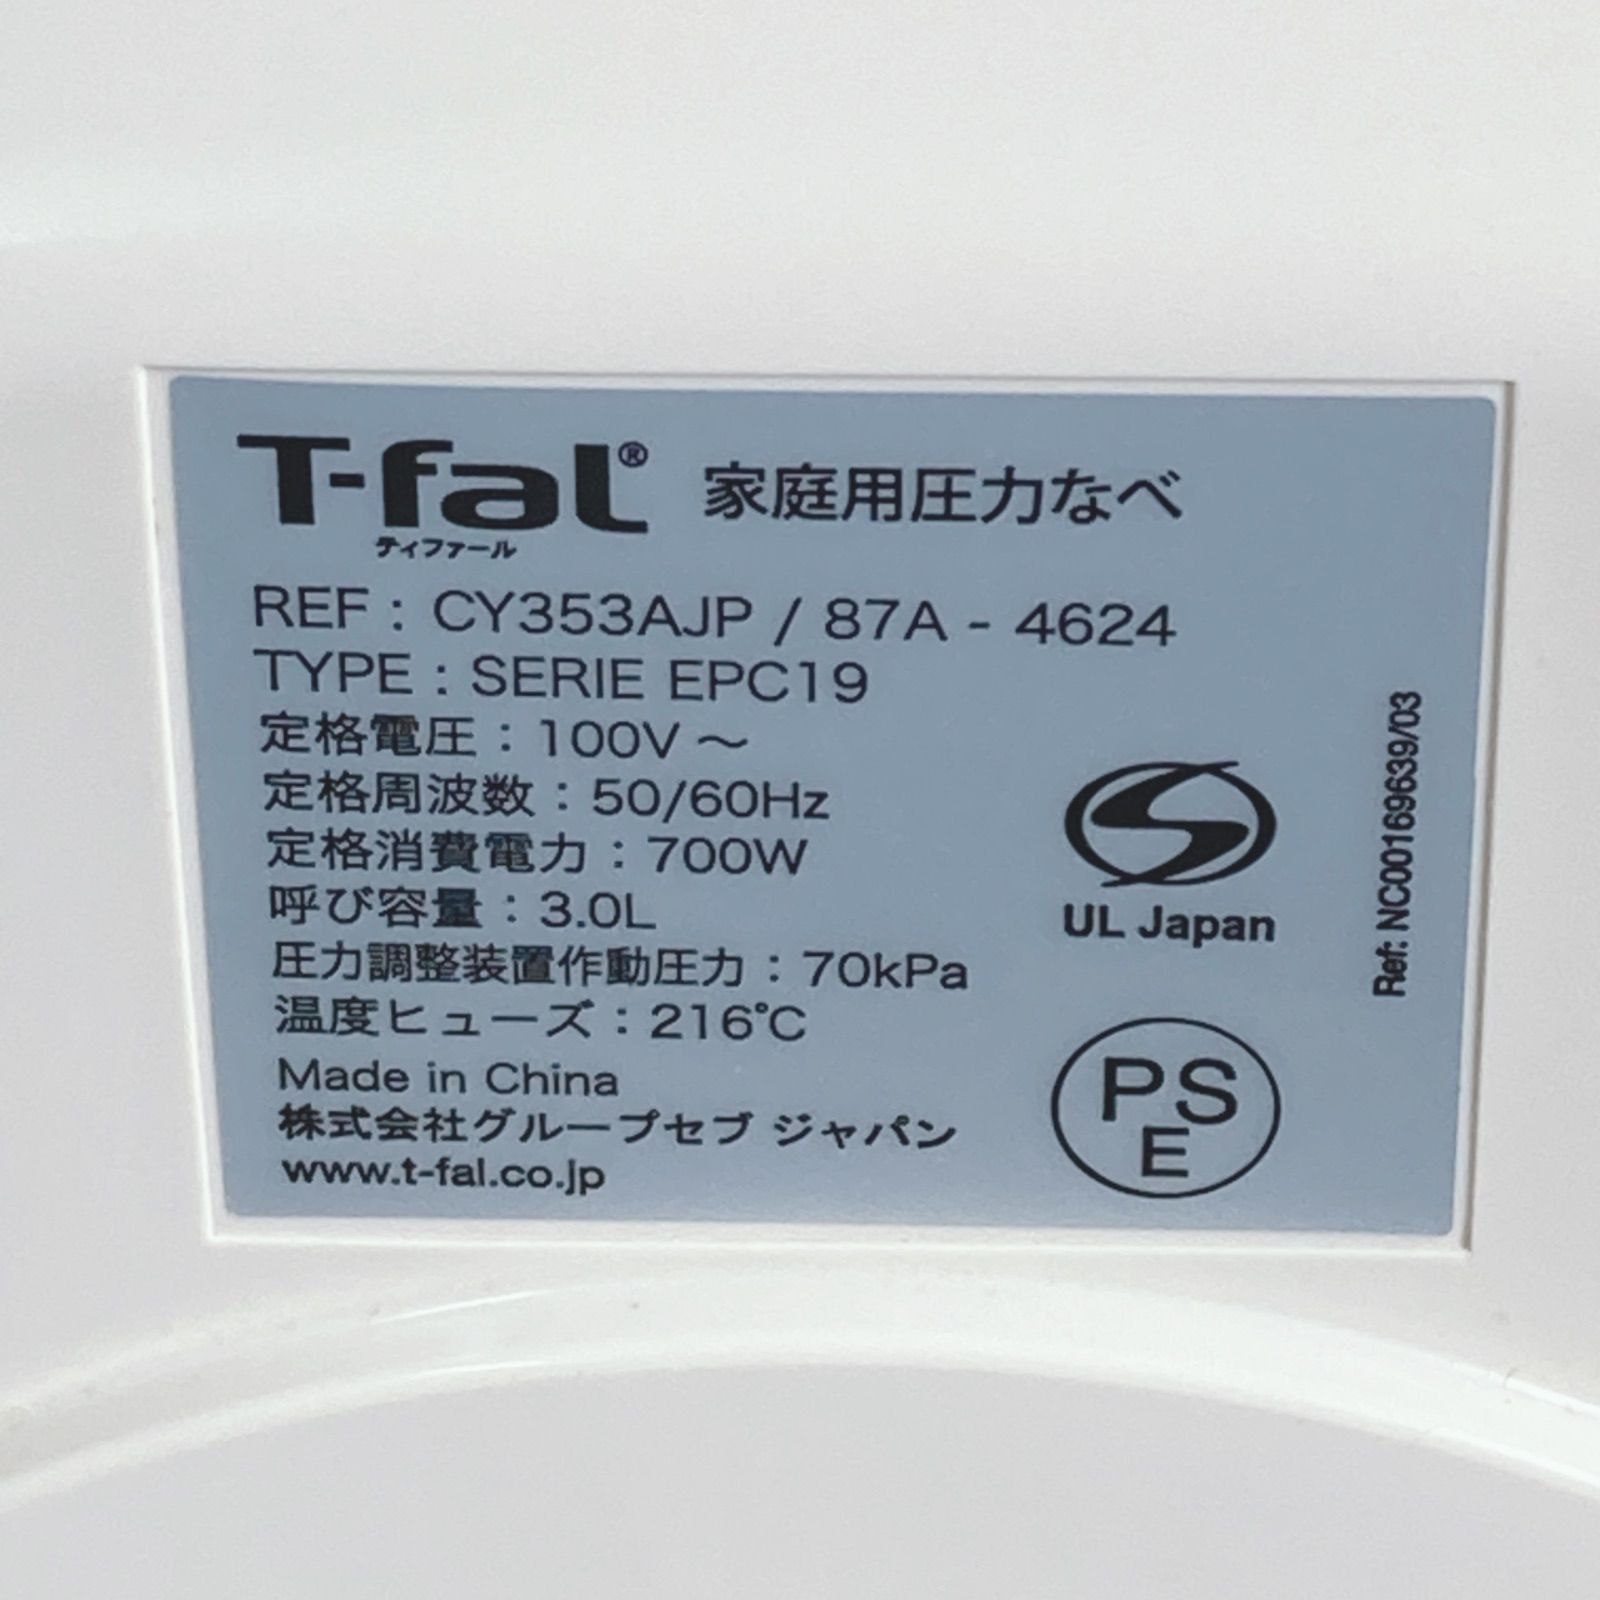 T-fal® 家庭用圧力なべ
ティファール
REF : CY353AJP / 87A - 4624
TYPE : SERIE EPC19
定格電圧 : 100V ～
定格周波数 : 50/60Hz
定格消費電力 : 700W
呼び容量 : 3.0L
圧力調整装置作動圧力 : 70kPa
温度ヒューズ : 216℃
Made in China
株式会社グループセブ ジャパン
www.t-fal.co.jp
S
UL Japan
PS
E
Ref: NC00169639/03